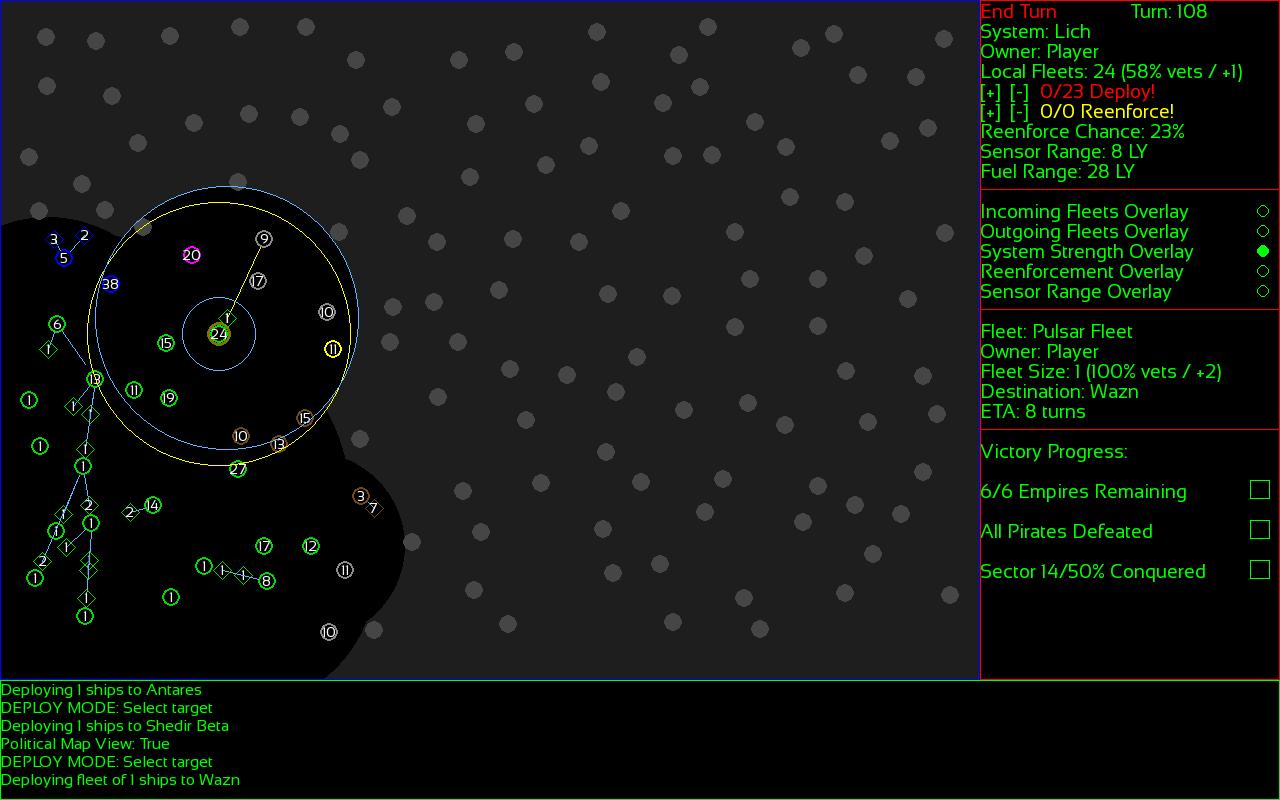 End Turn Turn: 108
System: Lich
Owner: Player
Local Fleets: 24 (58% vets / +1)
[+] [-] 0/23 Deploy!
[+] [-] 0/0 Reenforce!
Reenforce Chance: 23%
Sensor Range: 8 LY
Fuel Range: 28 LY
Incoming Fleets Overlay
Outgoing Fleets Overlay
System Strength Overlay
Reenforcement Overlay
Sensor Range Overlay
Fleet: Pulsar Fleet
Owner: Player
Fleet Size: 1 (100% vets / +2)
Destination: Wazn
ETA: 8 turns
Victory Progress:
6/6 Empires Remaining
All Pirates Defeated
Sector 14/50% Conquered
3 2 9
5 20
38 17
6 1 10
24
1 15 11
13
1 11 19
1 1 15
10 13
1 1
1 27
3
2 14 7
1 2
1 1
1 17 12
2 1 1 1 8 11
1
1 1
1 10
Deploying 1 ships to Antares
DEPLOY MODE: Select target
Deploying 1 ships to Shedir Beta
Political Map View: True
DEPLOY MODE: Select target
Deploying fleet of 1 ships to Wazn